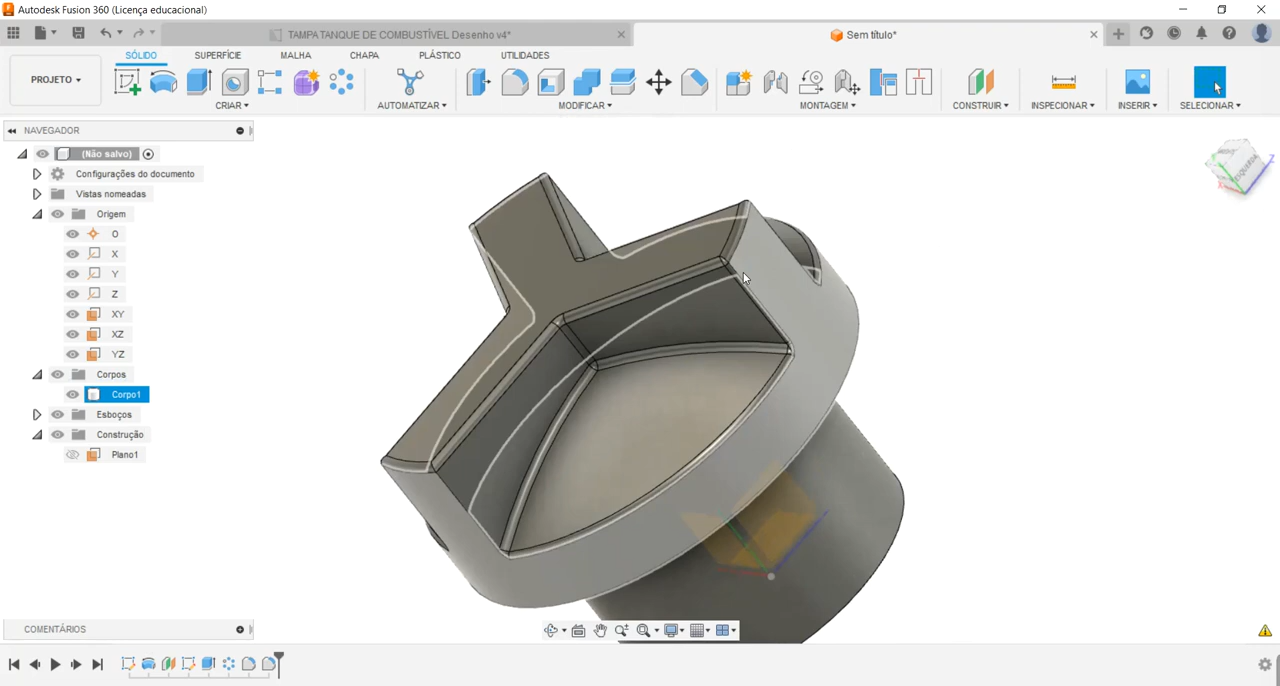 Autodesk Fusion 360 (Licença educacional)
TAMPA TANQUE DE COMBUSTÍVEL Desenho v4*
Sem título*
SÓLIDO SUPERFÍCIE MALHA CHAPA PLÁSTICO UTILIDADES
PROJETO
CRIAR AUTOMATIZAR MODIFICAR MONTAGEM CONSTRUIR INSPECIONAR INSERIR SELECIONAR
NAVEGADOR
(Não salvo)
Configurações do documento
Vistas nomeadas
Origem
O
X
Y
Z
XY
XZ
YZ
Corpos
Corpo1
Esboços
Construção
Plano1
COMENTÁRIOS